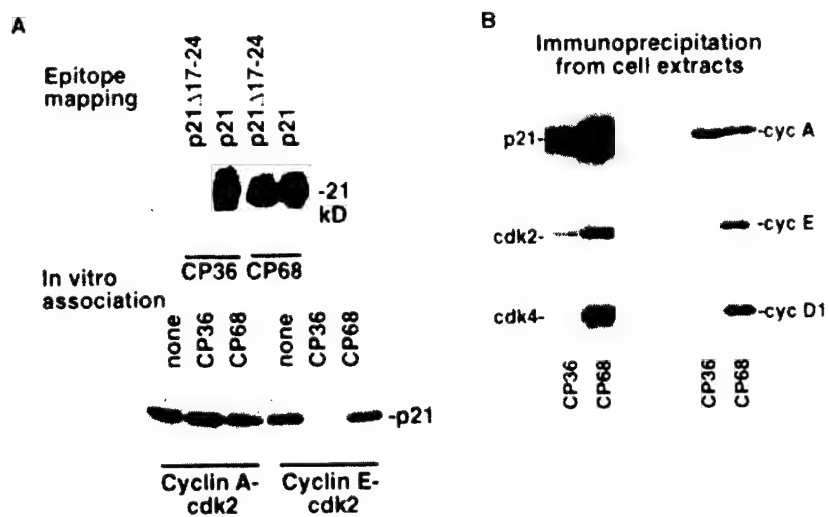 A
Epitope
mapping
p21Δ17-24
p21
p21Δ17-24
p21
-21
kD
CP36
CP68
In vitro
association
none
CP36
CP68
none
CP36
CP68
-p21
Cyclin A-
cdk2
Cyclin E-
cdk2
B
Immunoprecipitation
from cell extracts
p21-
-cyc A
cdk2-
-cyc E
cdk4-
-cyc D1
CP36
CP68
CP36
CP68